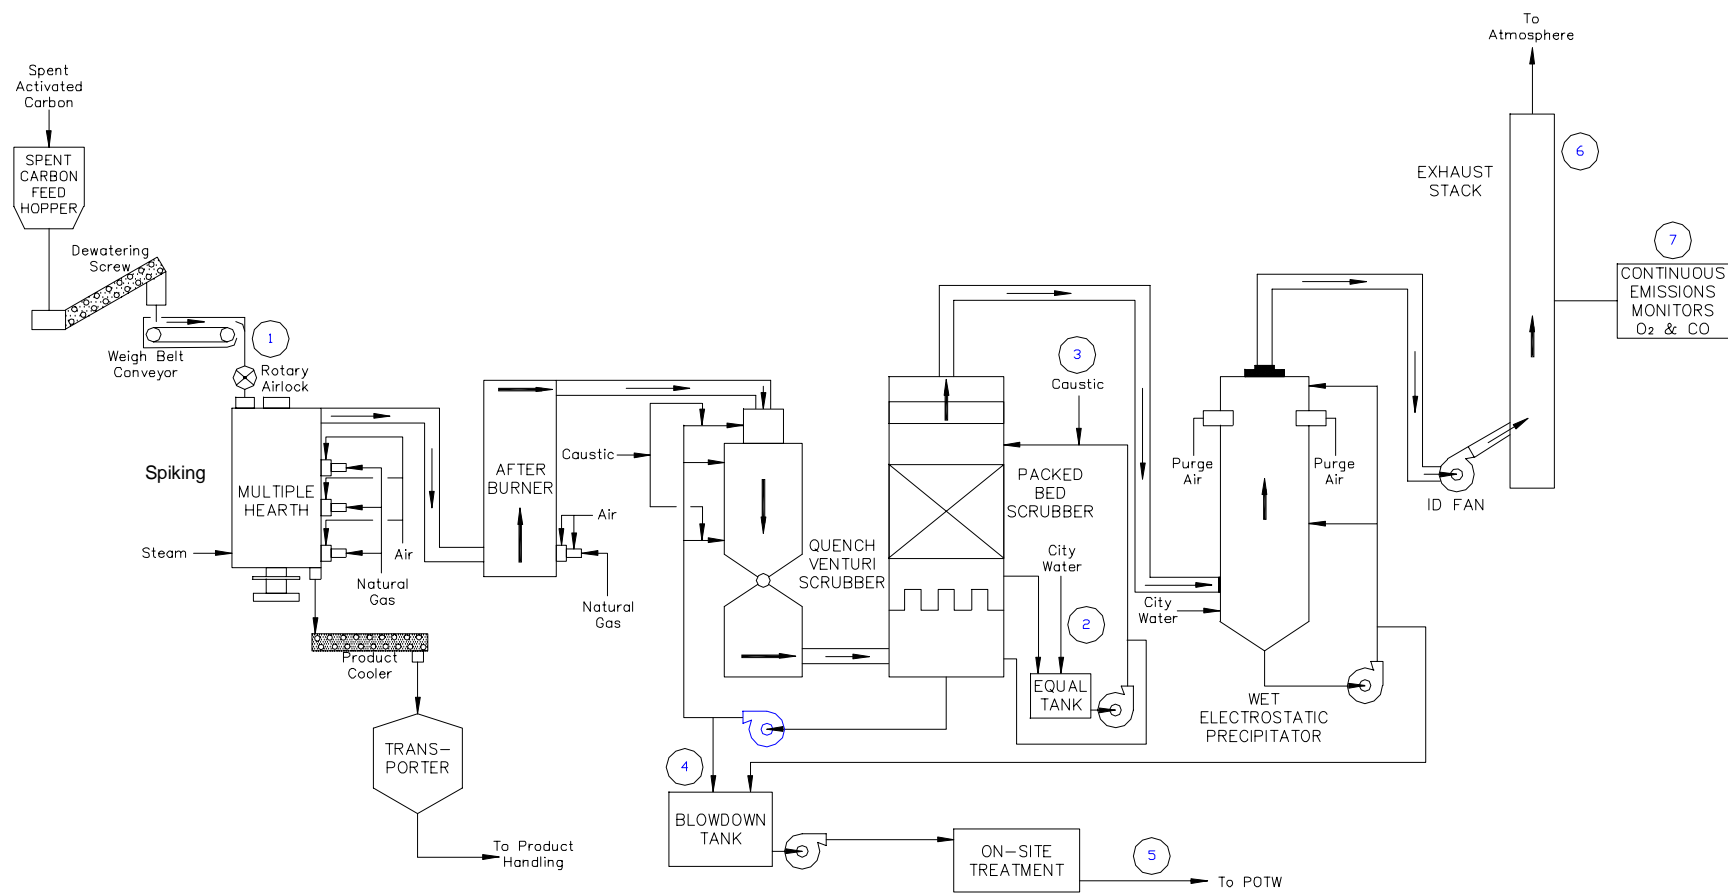 To
Atmosphere
Spent
Activated
Carbon
SPENT
CARBON
FEED
HOPPER
6
EXHAUST
STACK
7
CONTINUOUS
EMISSIONS
MONITORS
O₂ & CO
Dewatering
Screw
1
Weigh Belt
Conveyor
Rotary
Airlock
3
Caustic
Spiking
MULTIPLE
HEARTH
Steam
Air
Natural
Gas
AFTER
BURNER
Air
Natural
Gas
Caustic
QUENCH
VENTURI
SCRUBBER
PACKED
BED
SCRUBBER
City
Water
2
EQUAL
TANK
City
Water
Purge
Air
Purge
Air
ID FAN
WET
ELECTROSTATIC
PRECIPITATOR
Product
Cooler
TRANS-
PORTER
To Product
Handling
4
BLOWDOWN
TANK
ON-SITE
TREATMENT
5
To POTW